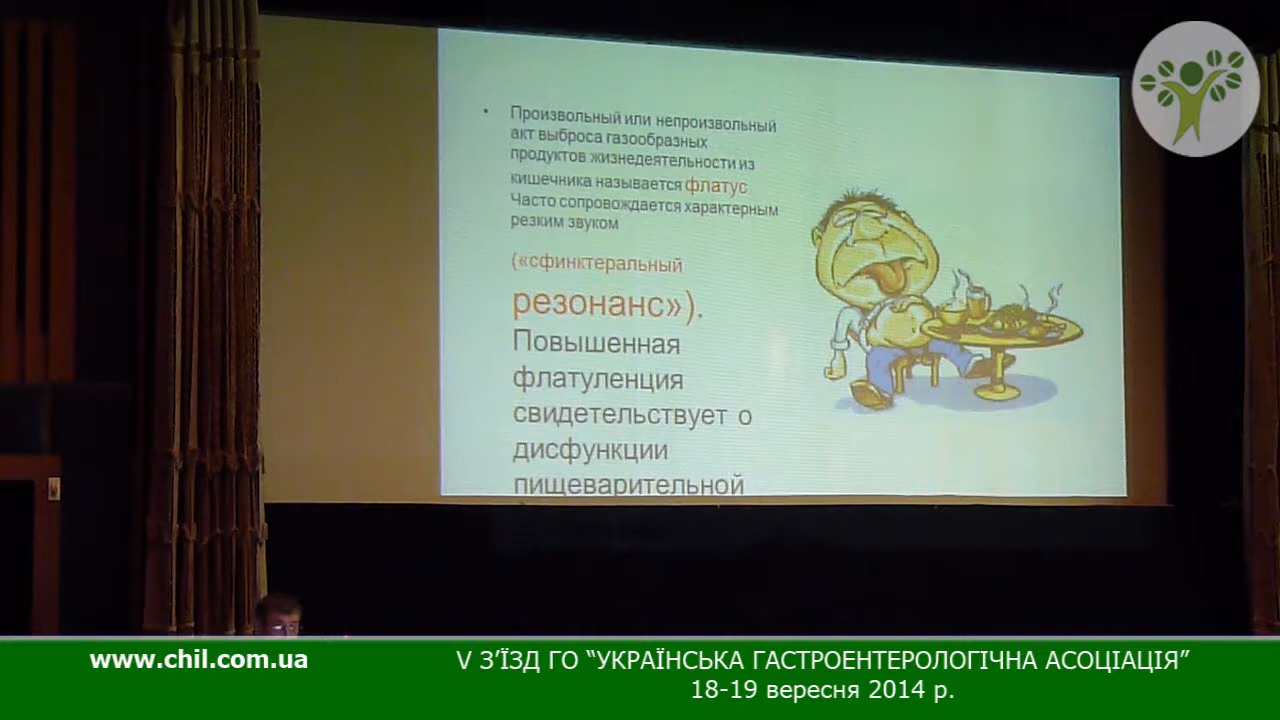 • Произвольный или непроизвольный
акт выброса газообразных
продуктов жизнедеятельности из
кишечника называется флатус
Часто сопровождается характерным
резким звуком
(«сфинктеральный
резонанс»).
Повышенная
флатуленция
свидетельствует о
дисфункции
пищеварительной
www.chil.com.ua
V З’ЇЗД ГО “УКРАЇНСЬКА ГАСТРОЕНТЕРОЛОГІЧНА АСОЦІАЦІЯ”
18-19 вересня 2014 р.